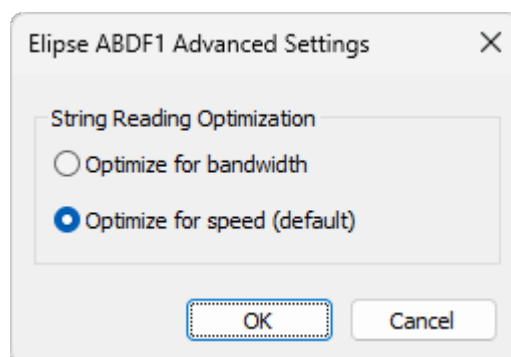 Elipse ABDF1 Advanced Settings
String Reading Optimization
Optimize for bandwidth
Optimize for speed (default)
OK Cancel